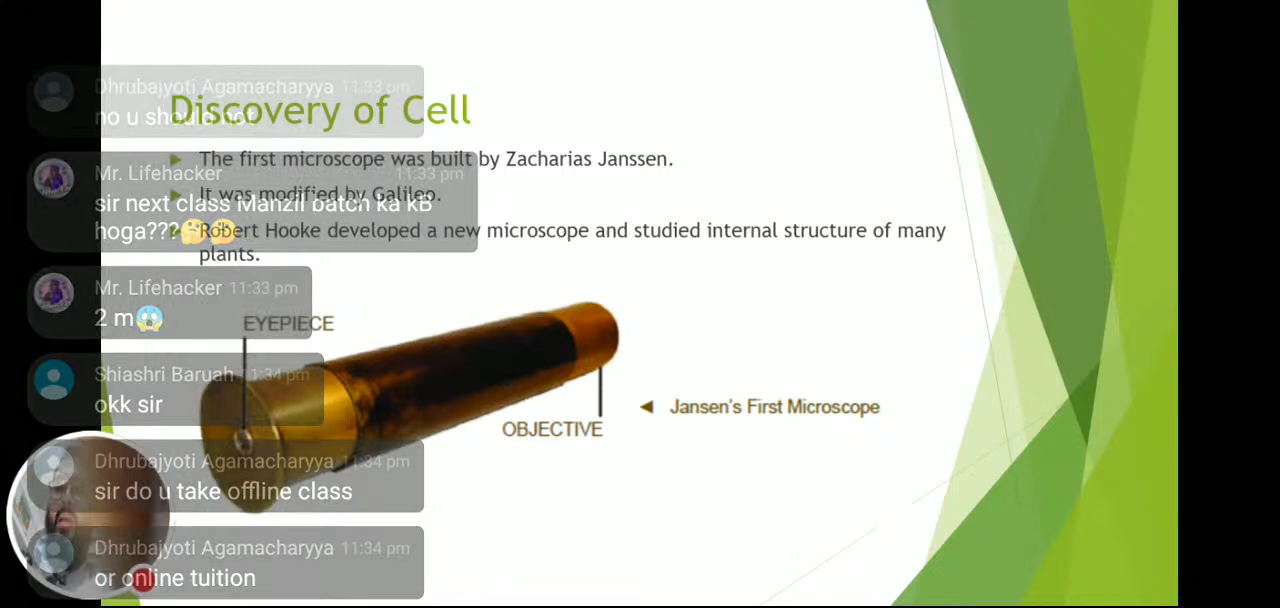 Dhrubajyoti Agamacharyya 11:33 pm
no u should not
Discovery of Cell
The first microscope was built by Zacharias Janssen.
Mr. Lifehacker 11:33 pm
It was modified by Galileo.
sir next class Manzil batch ka kB
hoga???🤔🤔
Robert Hooke developed a new microscope and studied internal structure of many
plants.
Mr. Lifehacker 11:33 pm
2 m😱
EYEPIECE
Shiashri Baruah 11:34 pm
okk sir
Jansen's First Microscope
OBJECTIVE
Dhrubajyoti Agamacharyya 11:34 pm
sir do u take offline class
Dhrubajyoti Agamacharyya 11:34 pm
or online tuition